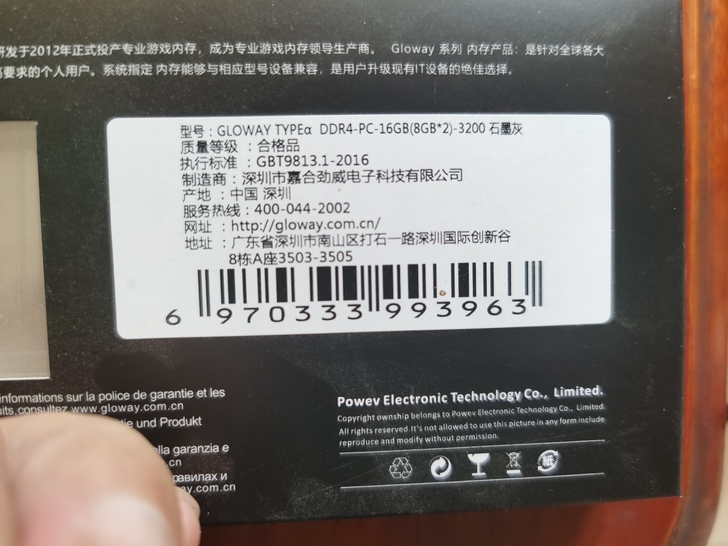 研发于2012年正式投产专业游戏内存，成为专业游戏内存领导生产商。 Gloway 系列 内存产品：是针对全球各大
要求的个人用户。系统指定 内存能够与相应型号设备兼容，是用户升级现有IT设备的绝佳选择。
型号：GLOWAY TYPEα DDR4-PC-16GB(8GB*2)-3200 石墨灰
质量等级：合格品
执行标准：GBT9813.1-2016
制造商：深圳市嘉合劲威电子科技有限公司
产地：中国 深圳
服务热线：400-044-2002
网址：http://gloway.com.cn/
地址：广东省深圳市南山区打石一路深圳国际创新谷
8栋A座3503-3505
6 970333 993963
informations sur la police de garantie et les
consultez www.gloway.com.cn
tie und Produkt
ella garanzia e
.cn
правилах и
ay.com.cn
Powev Electronic Technology Co., Limited.
Copyright ownship belongs to Powev Electronic Technology Co., Limited.
All rights reserved.It's not allowed to use this picture in any form include
reproduce and modify without permission.